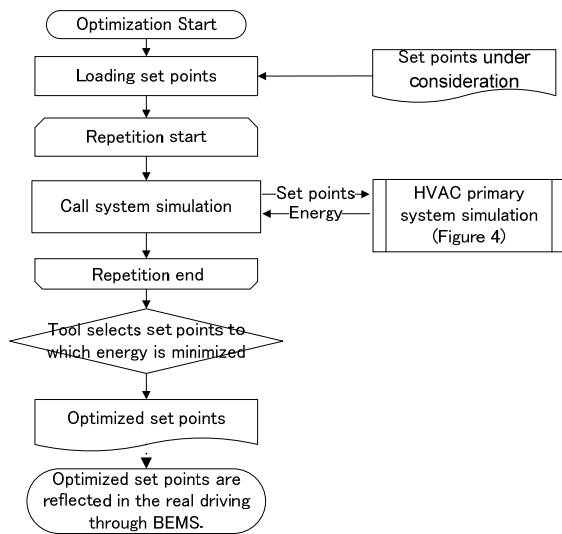 Optimization Start
Loading set points
Set points under
consideration
Repetition start
Call system simulation
Set points
Energy
HVAC primary
system simulation
(Figure 4)
Repetition end
Tool selects set points to
which energy is minimized
Optimized set points
Optimized set points are
reflected in the real driving
through BEMS.